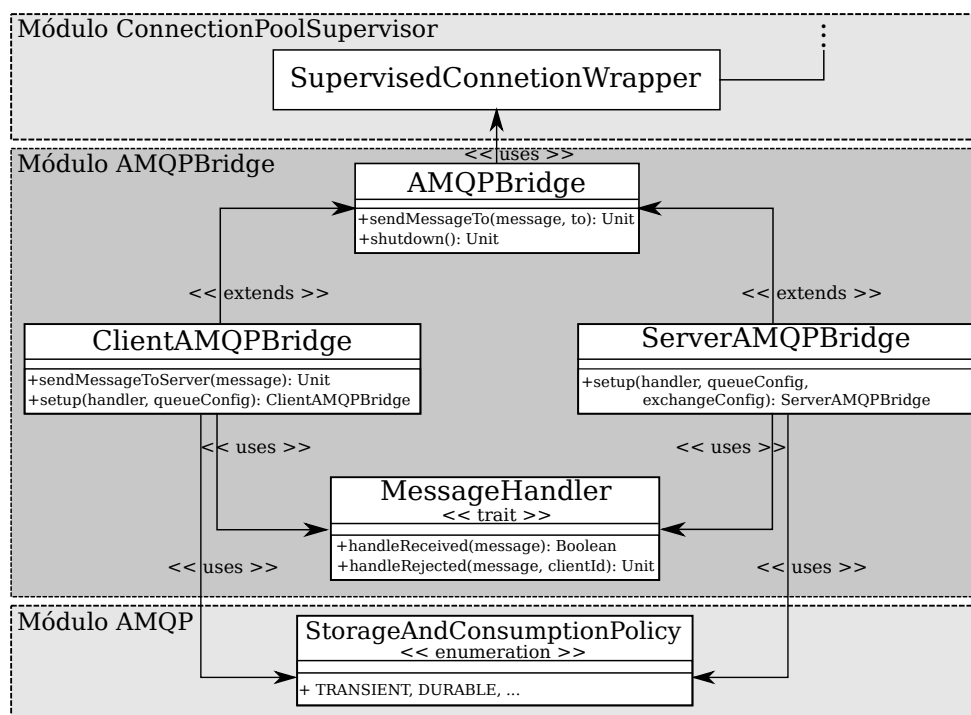 Módulo ConnectionPoolSupervisor
SupervisedConnetionWrapper
<< uses >>
Módulo AMQPBridge
AMQPBridge
+sendMessageTo(message, to): Unit
+shutdown(): Unit
<< extends >>
<< extends >>
ClientAMQPBridge
+sendMessageToServer(message): Unit
+setup(handler, queueConfig): ClientAMQPBridge
ServerAMQPBridge
+setup(handler, queueConfig,
exchangeConfig): ServerAMQPBridge
<< uses >>
<< uses >>
MessageHandler
<< trait >>
+handleReceived(message): Boolean
+handleRejected(message, clientId): Unit
<< uses >>
<< uses >>
Módulo AMQP
StorageAndConsumptionPolicy
<< enumeration >>
+ TRANSIENT, DURABLE, ...